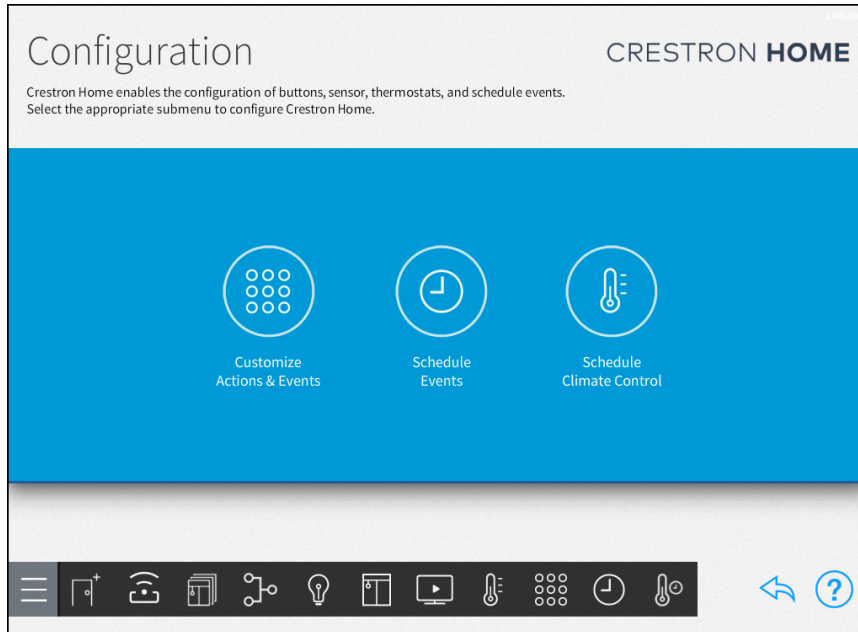 Configuration
CRESTRON HOME
Crestron Home enables the configuration of buttons, sensor, thermostats, and schedule events.
Select the appropriate submenu to configure Crestron Home.
Customize
Actions & Events
Schedule
Events
Schedule
Climate Control
?